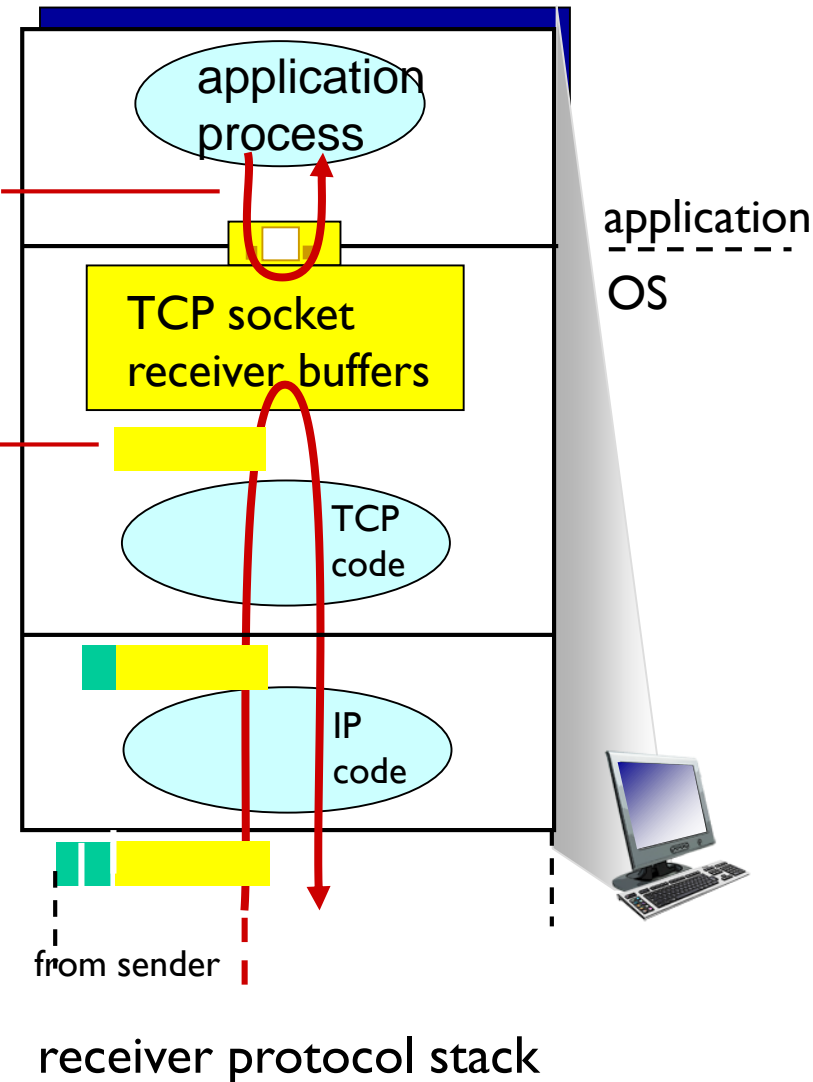 application
process
application
OS
TCP socket
receiver buffers
TCP
code
IP
code
from sender
receiver protocol stack